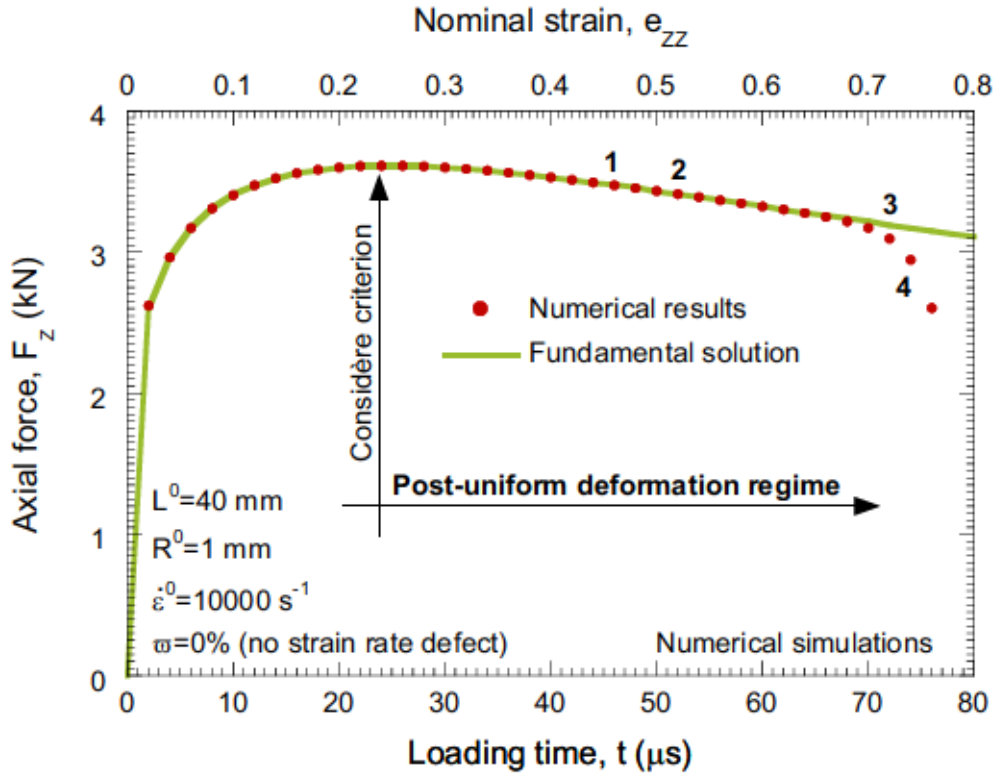 Nominal strain, e_zz
0 0.1 0.2 0.3 0.4 0.5 0.6 0.7 0.8
4
3
2
1
0
Axial force, F_z (kN)
1
2
3
4
Considère criterion
Numerical results
Fundamental solution
Post-uniform deformation regime
L^0=40 mm
R^0=1 mm
ε̇^0=10000 s^-1
ϖ=0% (no strain rate defect)
Numerical simulations
0 10 20 30 40 50 60 70 80
Loading time, t (μs)